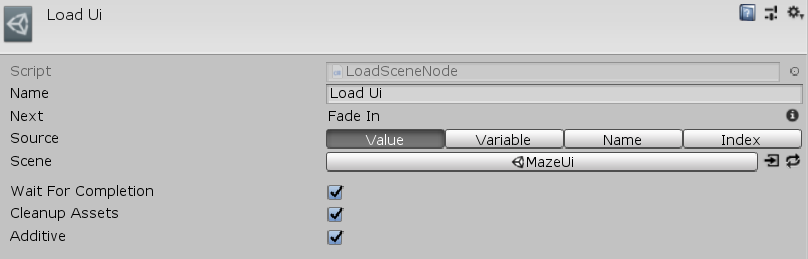 Load Ui
Script LoadSceneNode
Name Load Ui
Next Fade In
Source Value Variable Name Index
Scene MazeUi
Wait For Completion
Cleanup Assets
Additive